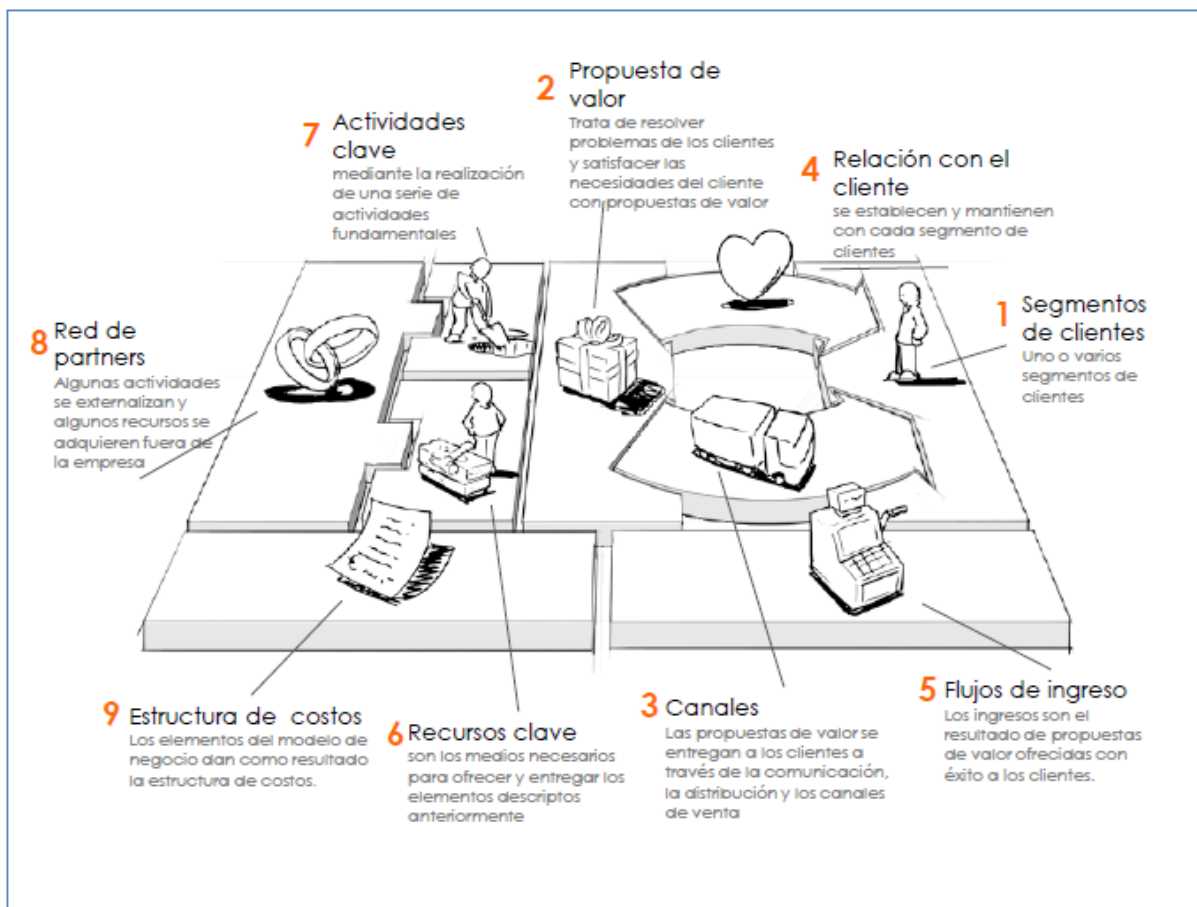 2 Propuesta de
valor
Trata de resolver
problemas de los clientes
y satisfacer las
necesidades del cliente
con propuestas de valor
7 Actividades
clave
mediante la realización
de una serie de
actividades
fundamentales
4 Relación con el
cliente
se establecen y mantienen
con cada segmento de
clientes
1 Segmentos
de clientes
Uno o varios
segmentos de
clientes
8 Red de
partners
Algunas actividades
se externalizan y
algunos recursos se
adquieren fuera de
la empresa
9 Estructura de costos
Los elementos del modelo de
negocio dan como resultado
la estructura de costos.
6 Recursos clave
son los medios necesarios
para ofrecer y entregar los
elementos descriptos
anteriormente
3 Canales
Las propuestas de valor se
entregan a los clientes a
través de la comunicación,
la distribución y los canales
de venta
5 Flujos de ingreso
Los ingresos son el
resultado de propuestas
de valor ofrecidas con
éxito a los clientes.